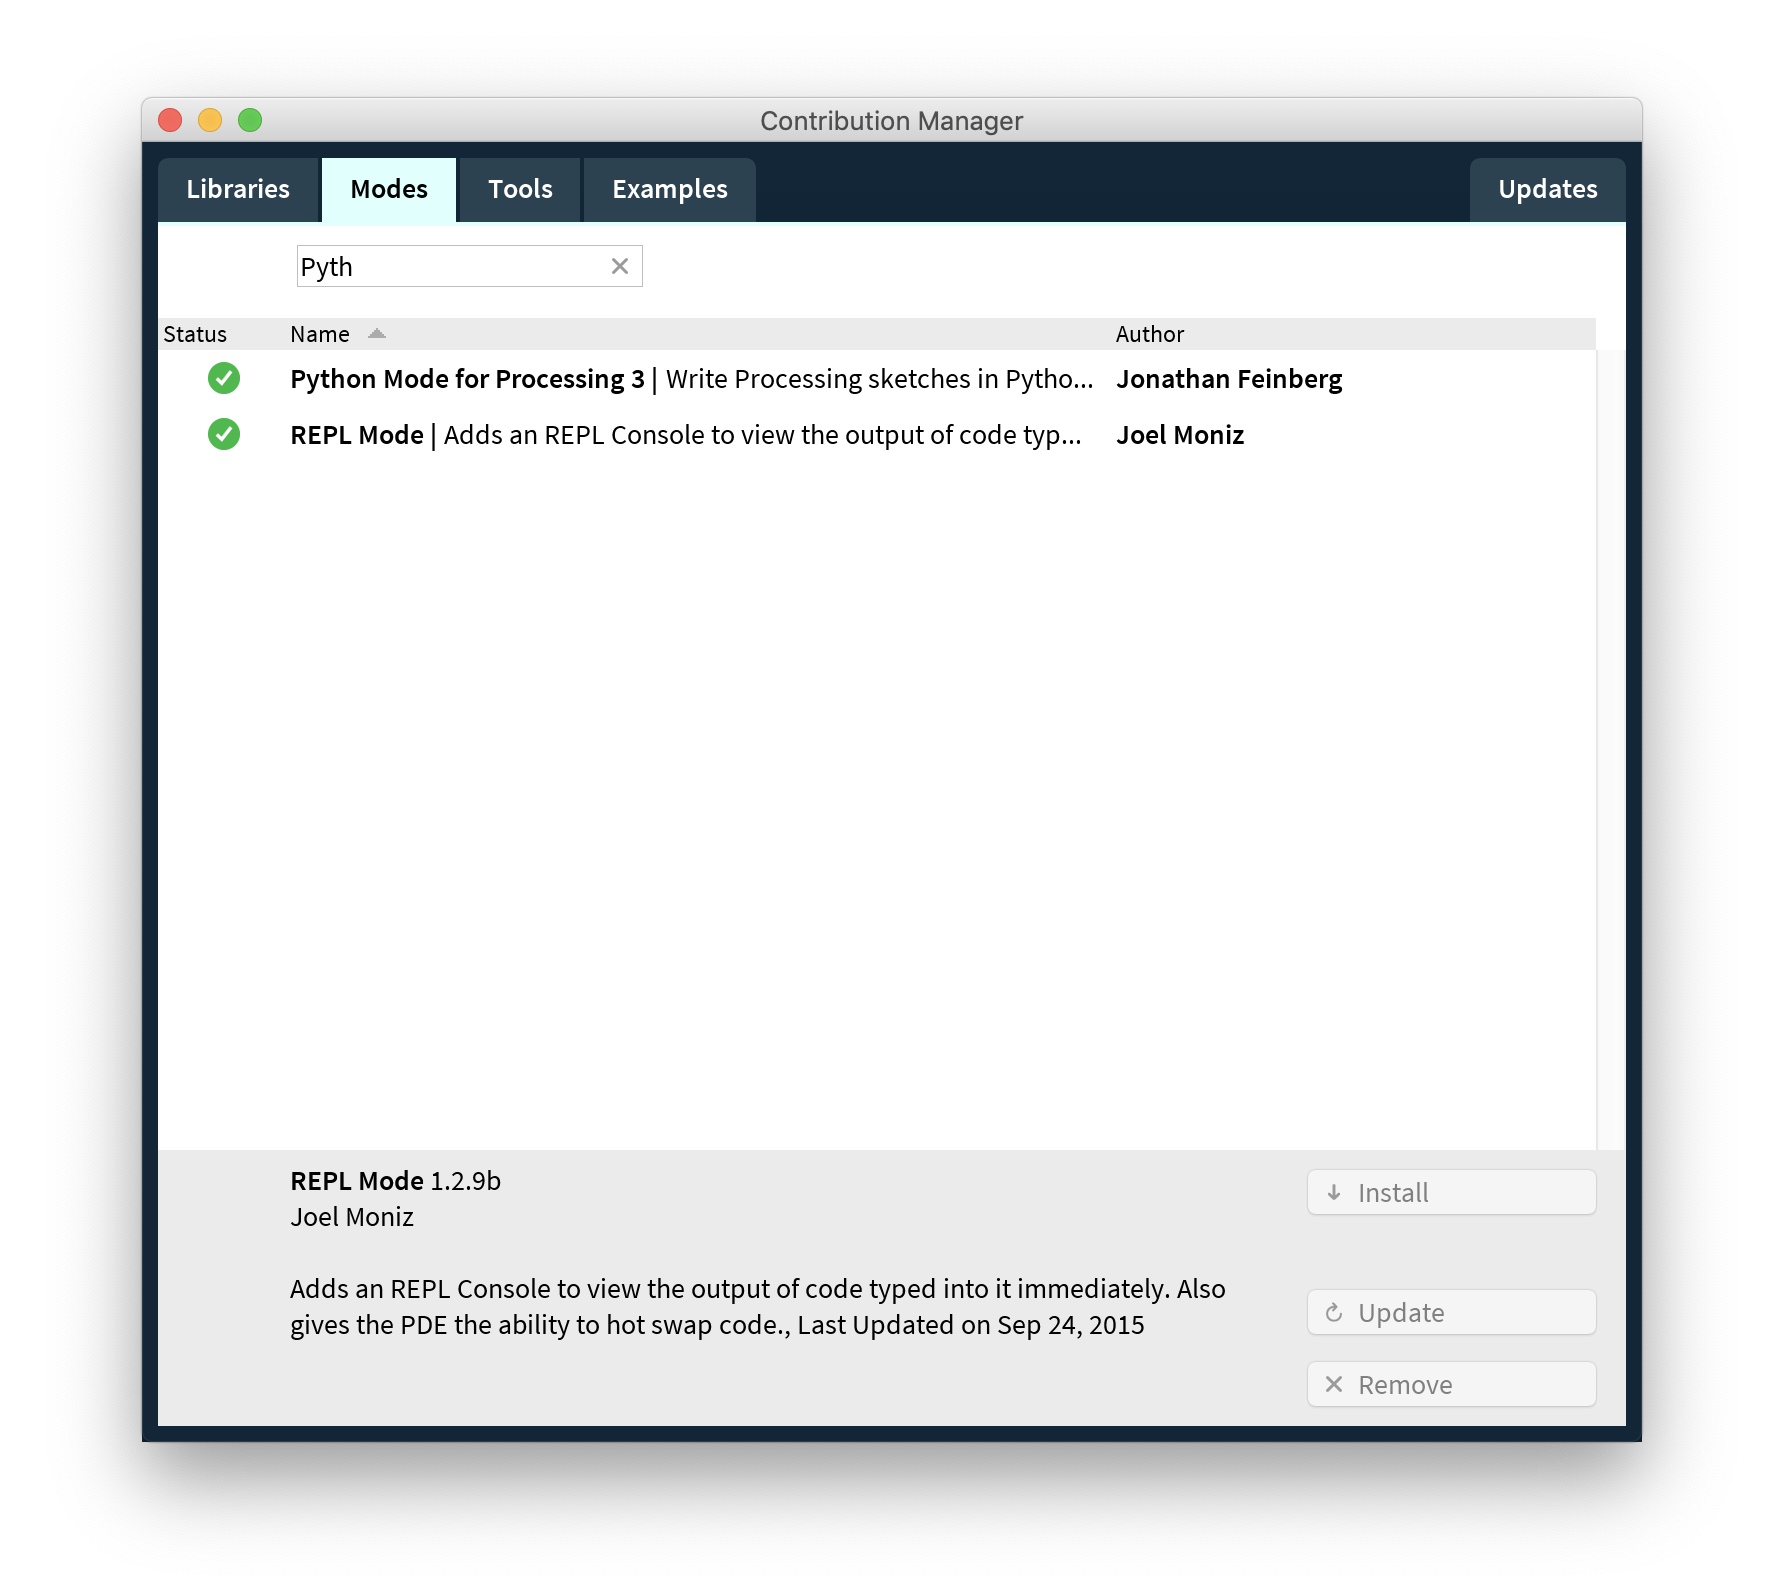 Contribution Manager
Libraries Modes Tools Examples Updates
Pyth
Status Name Author
Python Mode for Processing 3 | Write Processing sketches in Pytho... Jonathan Feinberg
REPL Mode | Adds an REPL Console to view the output of code typ... Joel Moniz
REPL Mode 1.2.9b
Joel Moniz
Install
Adds an REPL Console to view the output of code typed into it immediately. Also
gives the PDE the ability to hot swap code., Last Updated on Sep 24, 2015
Update
Remove